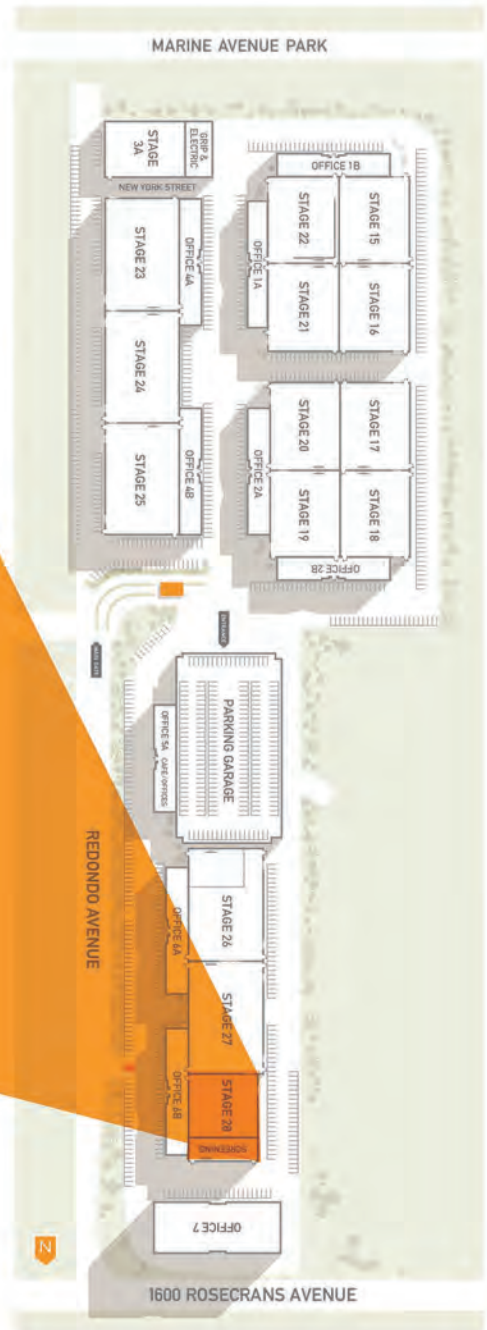 MARINE AVENUE PARK
STAGE
3A
GRIP &
ELECTRIC
NEW YORK STREET
OFFICE 1B
STAGE 22
STAGE 15
STAGE 23
OFFICE 4A
OFFICE 1A
STAGE 21
STAGE 16
STAGE 24
STAGE 20
STAGE 17
STAGE 25
OFFICE 4B
OFFICE 2A
STAGE 19
STAGE 18
OFFICE 2B
ENTRANCE
MAIN GATE
PARKING GARAGE
OFFICE 5A CAFE/OFFICES
REDONDO AVENUE
STAGE 26
OFFICE 6A
STAGE 27
STAGE 28
OFFICE 6B
SCREENING
OFFICE 7
N
1600 ROSECRANS AVENUE